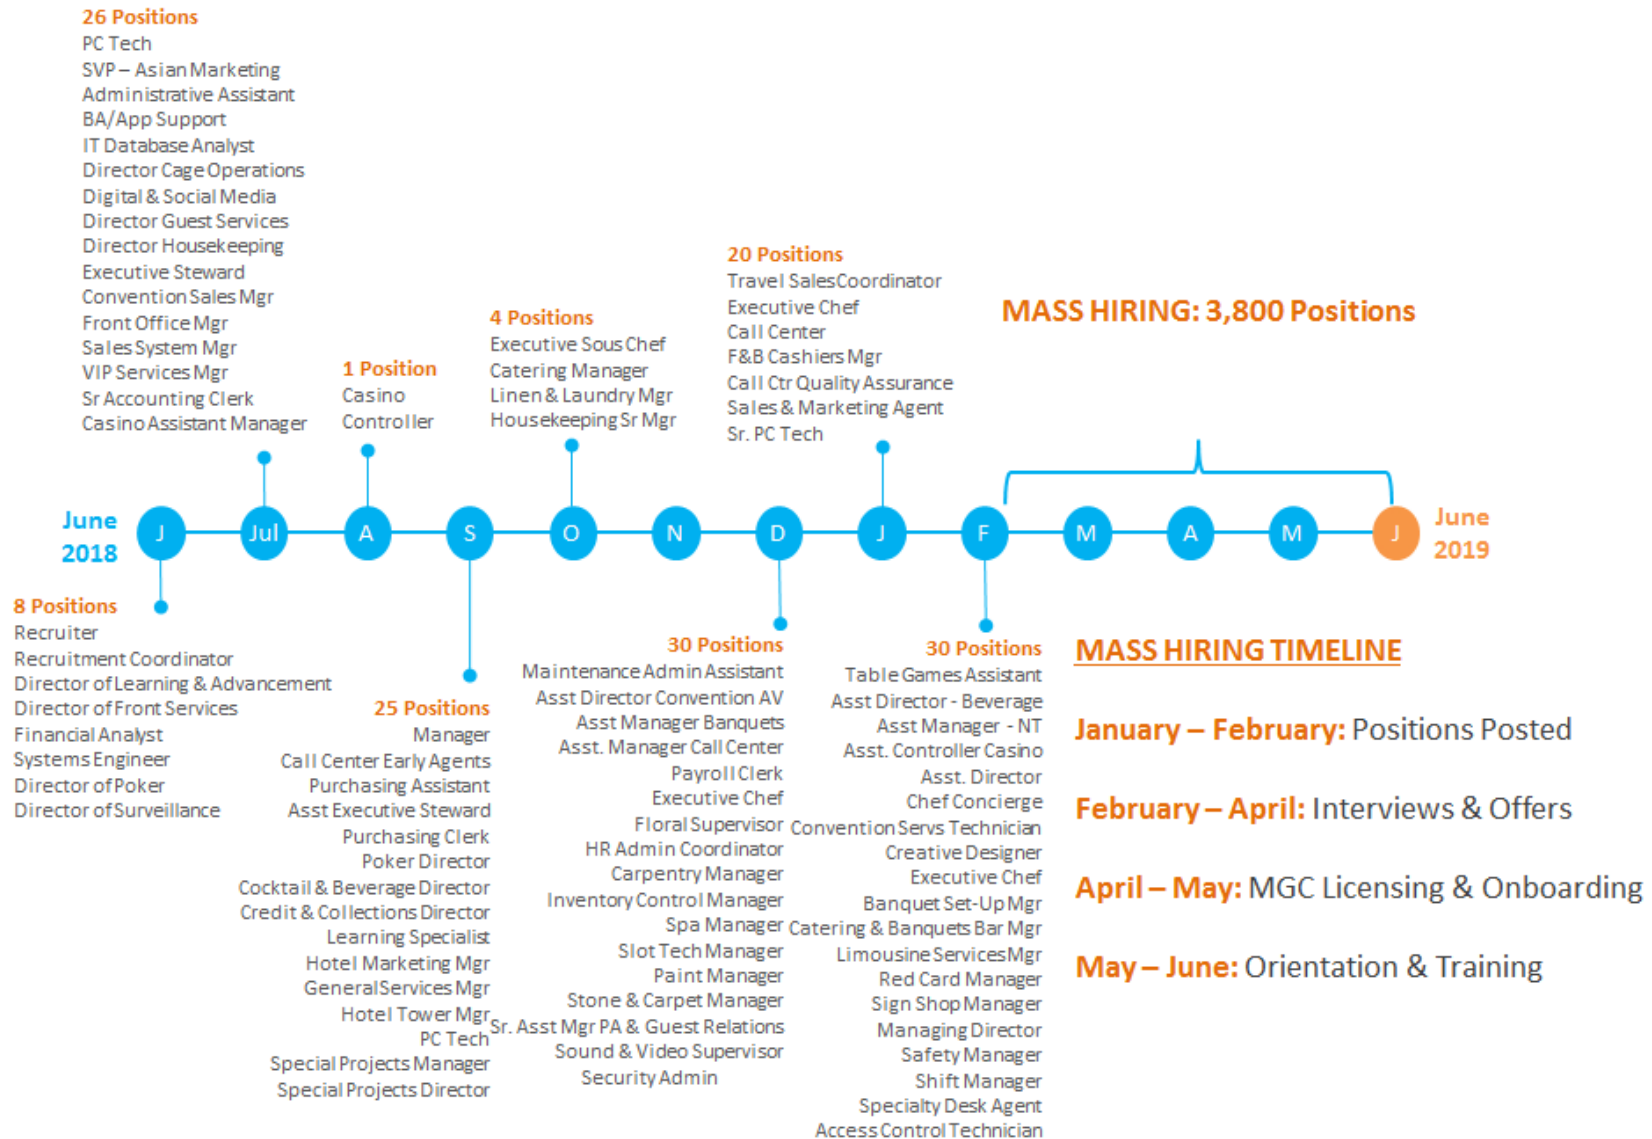 26 Positions
PC Tech
SVP – Asian Marketing
Administrative Assistant
BA/App Support
IT Database Analyst
Director Cage Operations
Digital & Social Media
Director Guest Services
Director Housekeeping
Executive Steward
Convention Sales Mgr
Front Office Mgr
Sales System Mgr
VIP Services Mgr
Sr Accounting Clerk
Casino Assistant Manager
1 Position
Casino
Controller
4 Positions
Executive Sous Chef
Catering Manager
Linen & Laundry Mgr
Housekeeping Sr Mgr
20 Positions
Travel Sales Coordinator
Executive Chef
Call Center
F&B Cashiers Mgr
Call Ctr Quality Assurance
Sales & Marketing Agent
Sr. PC Tech
MASS HIRING: 3,800 Positions
June
2018
J
Jul
A
S
O
N
D
J
F
M
A
M
J
June
2019
8 Positions
Recruiter
Recruitment Coordinator
Director of Learning & Advancement
Director of Front Services
Financial Analyst
Systems Engineer
Director of Poker
Director of Surveillance
25 Positions
Manager
Call Center Early Agents
Purchasing Assistant
Asst Executive Steward
Purchasing Clerk
Poker Director
Cocktail & Beverage Director
Credit & Collections Director
Learning Specialist
Hotel Marketing Mgr
General Services Mgr
Hotel Tower Mgr
PC Tech
Special Projects Manager
Special Projects Director
30 Positions
Maintenance Admin Assistant
Asst Director Convention AV
Asst Manager Banquets
Asst. Manager Call Center
Payroll Clerk
Executive Chef
Floral Supervisor
HR Admin Coordinator
Carpentry Manager
Inventory Control Manager
Spa Manager
Slot Tech Manager
Paint Manager
Stone & Carpet Manager
Sr. Asst Mgr PA & Guest Relations
Sound & Video Supervisor
Security Admin
30 Positions
Table Games Assistant
Asst Director - Beverage
Asst Manager - NT
Asst. Controller Casino
Asst. Director
Chef Concierge
Convention Servs Technician
Creative Designer
Executive Chef
Banquet Set-Up Mgr
Catering & Banquets Bar Mgr
Limousine Services Mgr
Red Card Manager
Sign Shop Manager
Managing Director
Safety Manager
Shift Manager
Specialty Desk Agent
Access Control Technician
MASS HIRING TIMELINE
January – February: Positions Posted
February – April: Interviews & Offers
April – May: MGC Licensing & Onboarding
May – June: Orientation & Training